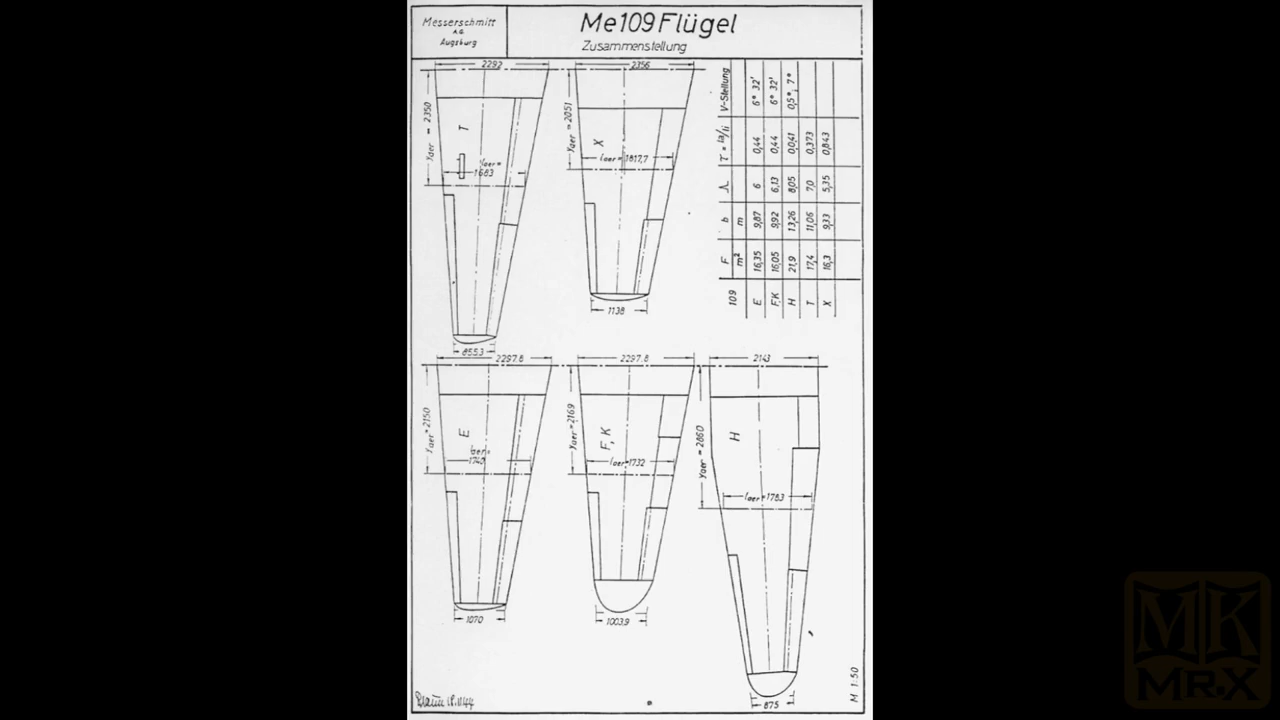 Messerschmitt
A.G.
Augsburg
Me109 Flügel
Zusammenstellung
2292
yaer = 2350
T
laer =
1683
855,3
2356
yaer = 2051
X
laer = 1817,7
1138
109 F b Λ τ = la/li V-Stellung
m² m
E 16,35 9,87 6 0,44 6° 32'
F,K 16,05 9,92 6,13 0,44 6° 32'
H 21,9 13,26 8,05 0,041 0,5°, 7°
T 17,4 11,06 7,0 0,373
X 16,3 9,33 5,35 0,843
2297.8
yaer = 2150
E
laer =
1740
1070
2297.8
yaer = 2169
F, K
laer = 1732
1003,9
2143
yaer = 2860
H
laer = 1783
875
M 1:50
MK
MR.X